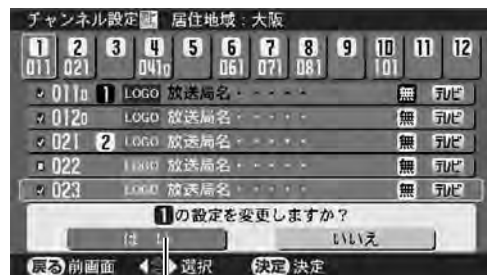 チャンネル設定 居住地域：大阪
1 2 3 4 5 6 7 8 9 10 11 12
011 021 041D 061 071 081 101
011D 1 LOGO 放送局名・・・・・ 無 テレビ
012D LOGO 放送局名・・・・・ 無 テレビ
021 2 LOGO 放送局名・・・・・ 無 テレビ
022 LOGO 放送局名・・・・・ 無 テレビ
023 LOGO 放送局名・・・・・ 無 テレビ
1の設定を変更しますか？
はい いいえ
戻る 前画面 選択 決定 決定